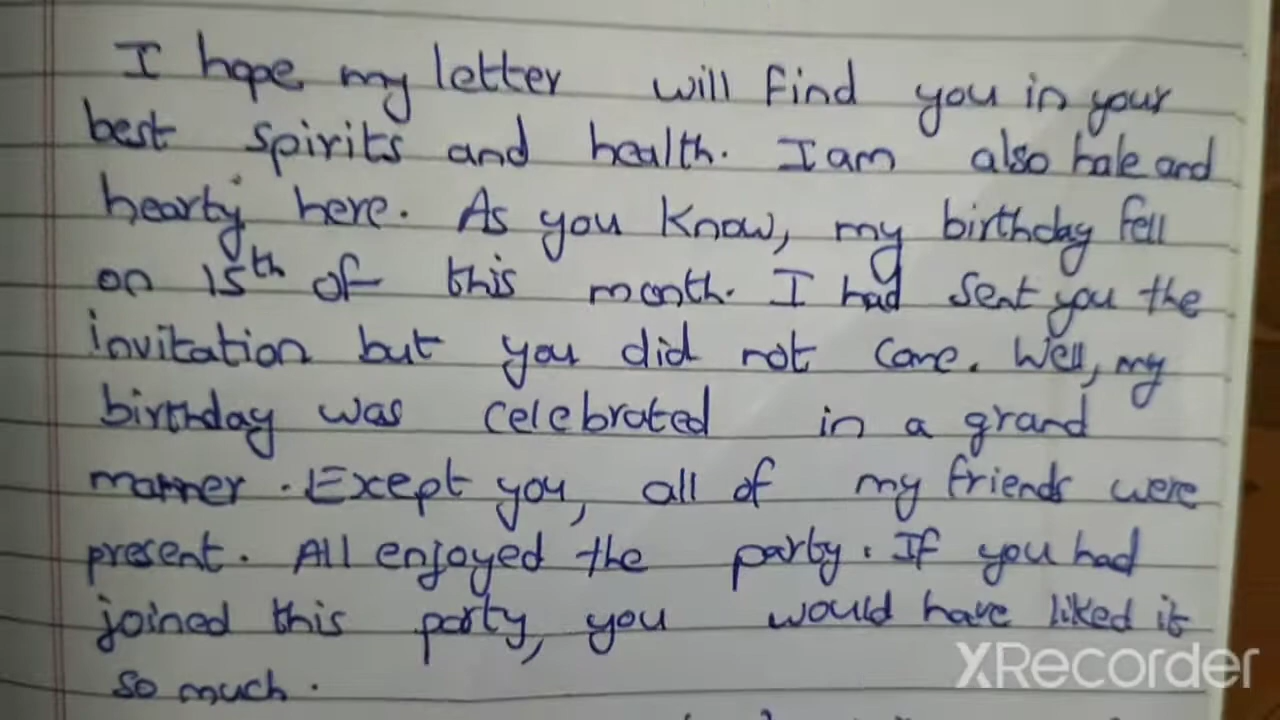 I hope my letter will find you in your
best spirits and health. I am also hale and
hearty here. As you know, my birthday fell
on 15th of this month. I had sent you the
invitation but you did not come. Well, my
birthday was celebrated in a grand
manner. Except you, all of my friends were
present. All enjoyed the party. If you had
joined this party, you would have liked it
so much.
XRecorder